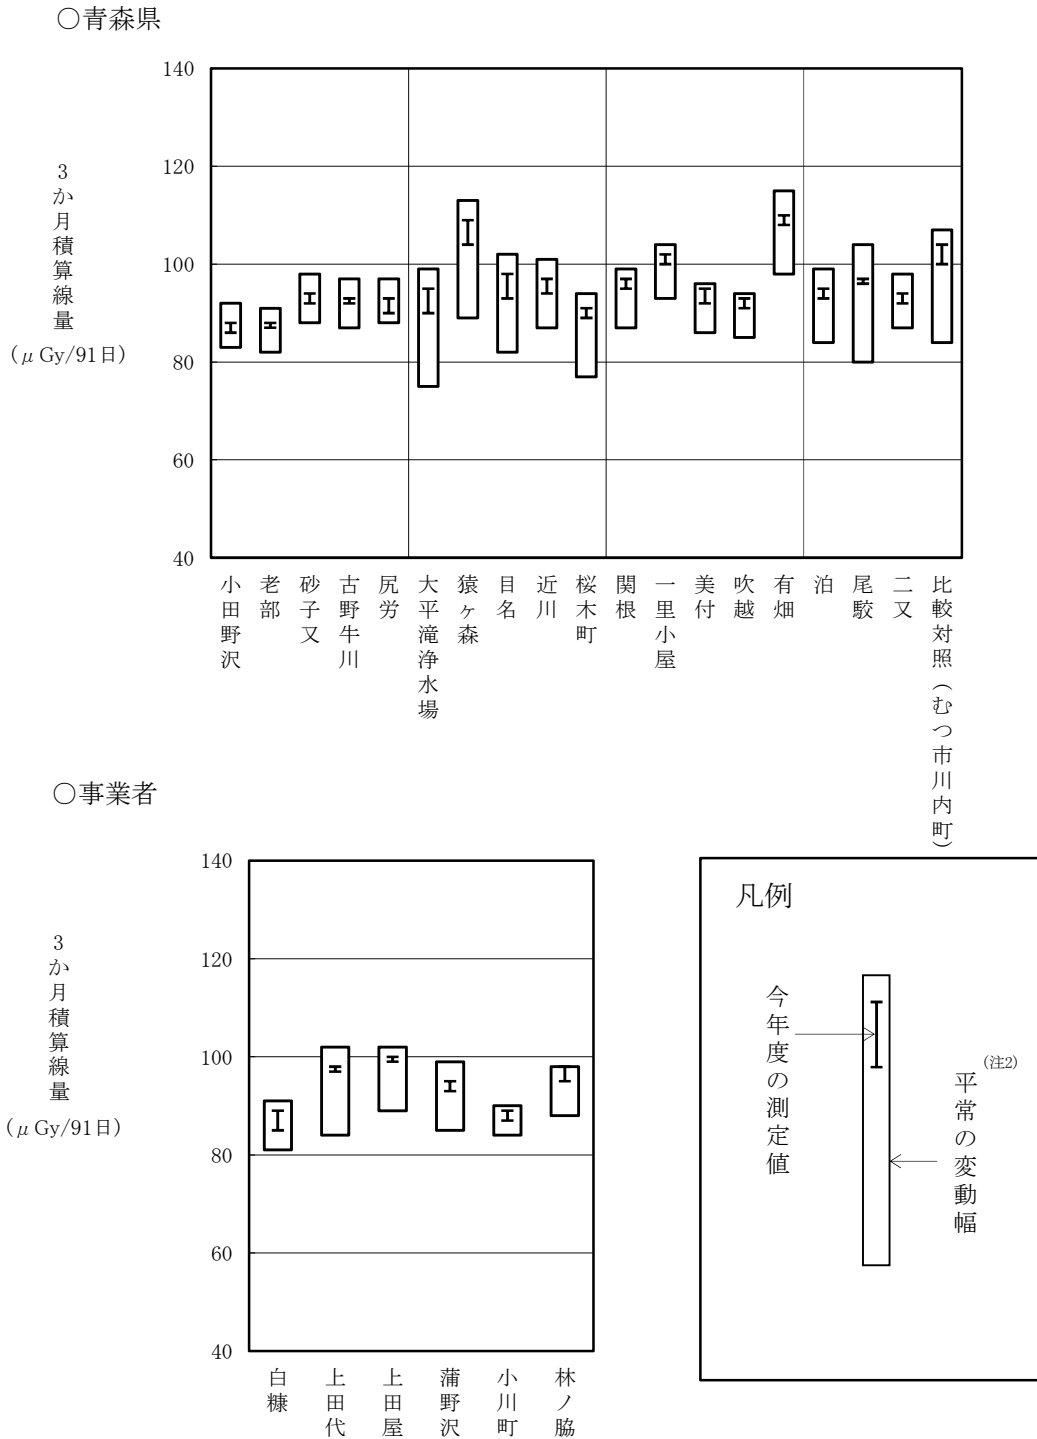 ○青森県
140
120
100
80
60
40
3か月積算線量
(μGy/91日)
小田野沢
老部
砂子又
古野牛川
尻労
大平滝浄水場
猿ヶ森
目名
近川
桜木町
関根
一里小屋
美付
吹越
有畑
泊
尾駮
二又
比較対照(むつ市川内町)
○事業者
140
120
100
80
60
40
3か月積算線量
(μGy/91日)
白糠
上田代
上田屋
蒲野沢
小川町
林ノ脇
凡例
今年度の測定値
平常の変動幅(注2)